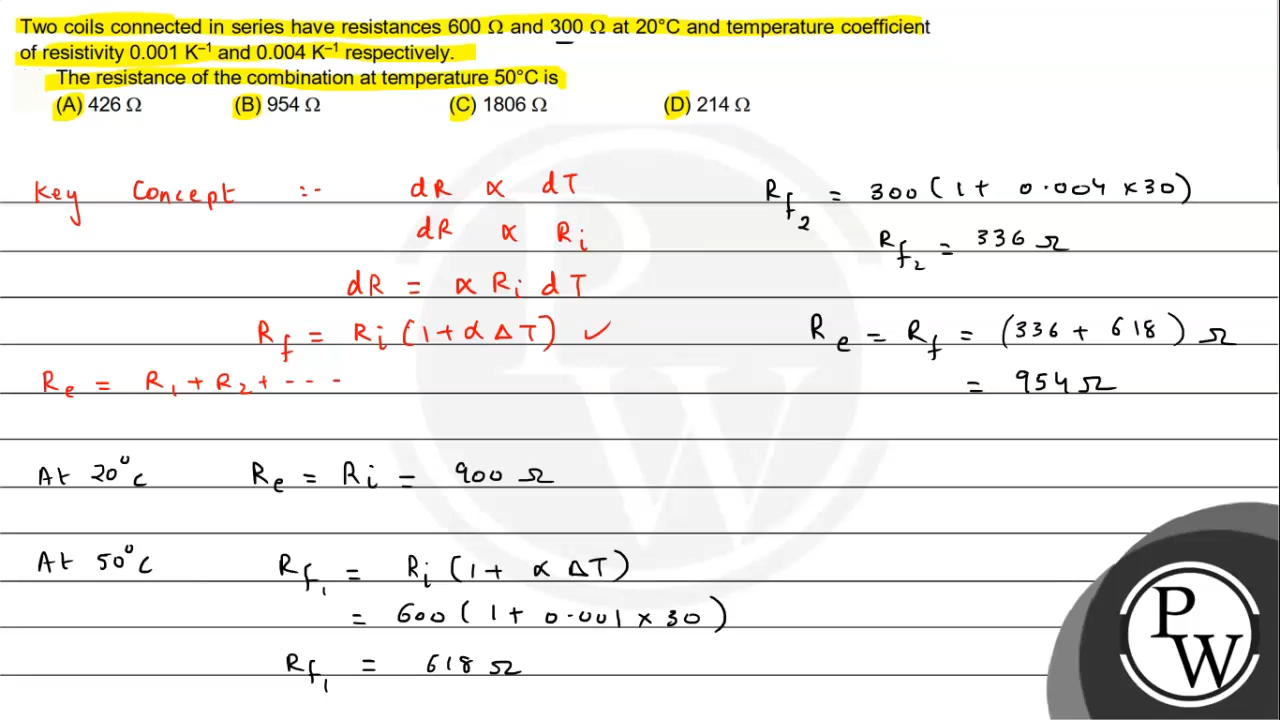 Two coils connected in series have resistances 600 Ω and 300 Ω at 20°C and temperature coefficient
of resistivity 0.001 K⁻¹ and 0.004 K⁻¹ respectively.
The resistance of the combination at temperature 50°C is
(A) 426 Ω (B) 954 Ω (C) 1806 Ω (D) 214 Ω
Key Concept :- dR ∝ dT
dR ∝ Ri
dR = ∝ Ri dT
Rf = Ri (1+ α ΔT) ✓
Re = R1 + R2 + ----
At 20°C Re = Ri = 900 Ω
At 50°C Rf1 = Ri (1+ ∝ ΔT)
= 600 ( 1+ 0.001 × 30 )
Rf1 = 618 Ω
Rf2 = 300 ( 1+ 0.004 × 30)
Rf2 = 336 Ω
Re = Rf = (336 + 618) Ω
= 954 Ω
PW